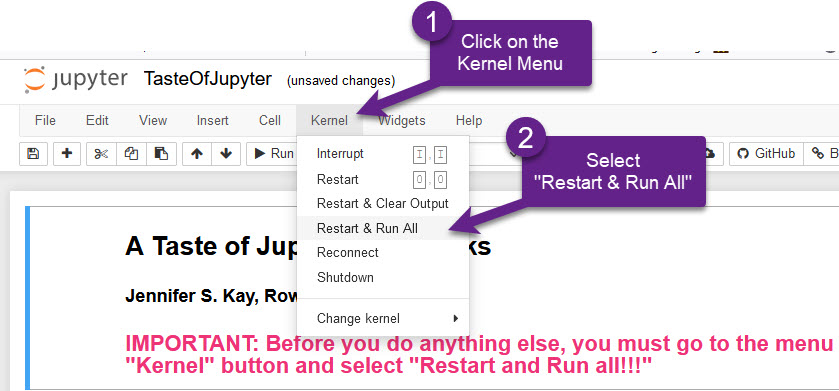 1
Click on the
Kernel Menu
jupyter TasteOfJupyter (unsaved changes)
File Edit View Insert Cell Kernel Widgets Help
Run
GitHub
2
Select
"Restart & Run All"
Interrupt I,I
Restart 0,0
Restart & Clear Output
Restart & Run All
Reconnect
Shutdown
Change kernel
A Taste of Jup ks
Jennifer S. Kay, Row
IMPORTANT: Before you do anything else, you must go to the menu
"Kernel" button and select "Restart and Run all!!!"